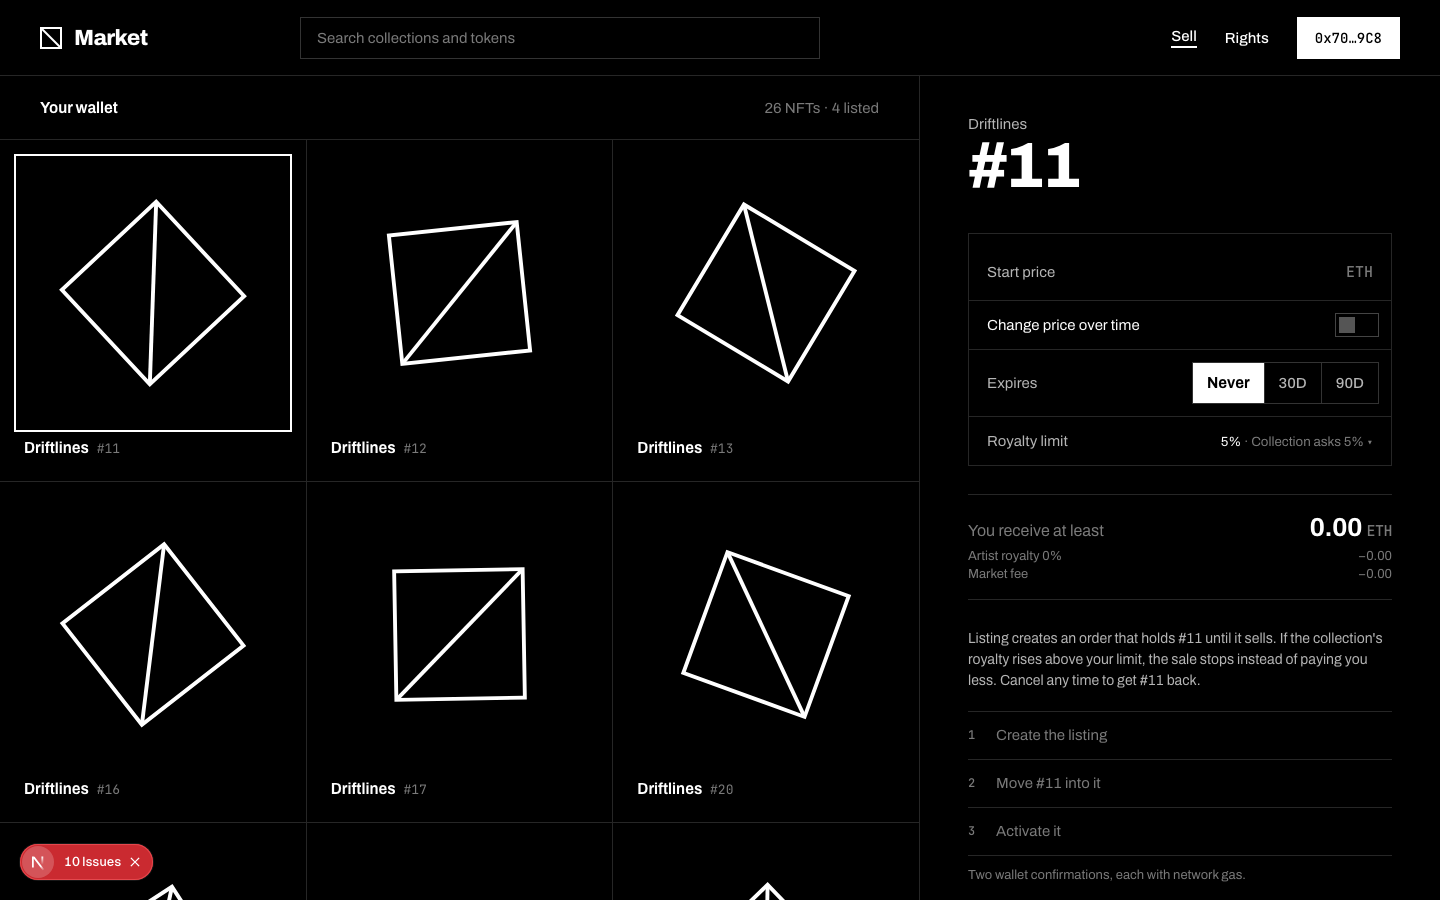 Market
Search collections and tokens
Sell
Rights
0x70…9C8
Your wallet
26 NFTs · 4 listed
Driftlines #11
Driftlines #12
Driftlines #13
Driftlines #16
Driftlines #17
Driftlines #20
N 10 Issues
Driftlines
#11
Start price ETH
Change price over time
Expires Never 30D 90D
Royalty limit 5% · Collection asks 5%
You receive at least 0.00 ETH
Artist royalty 0% −0.00
Market fee −0.00
Listing creates an order that holds #11 until it sells. If the collection's
royalty rises above your limit, the sale stops instead of paying you
less. Cancel any time to get #11 back.
1 Create the listing
2 Move #11 into it
3 Activate it
Two wallet confirmations, each with network gas.